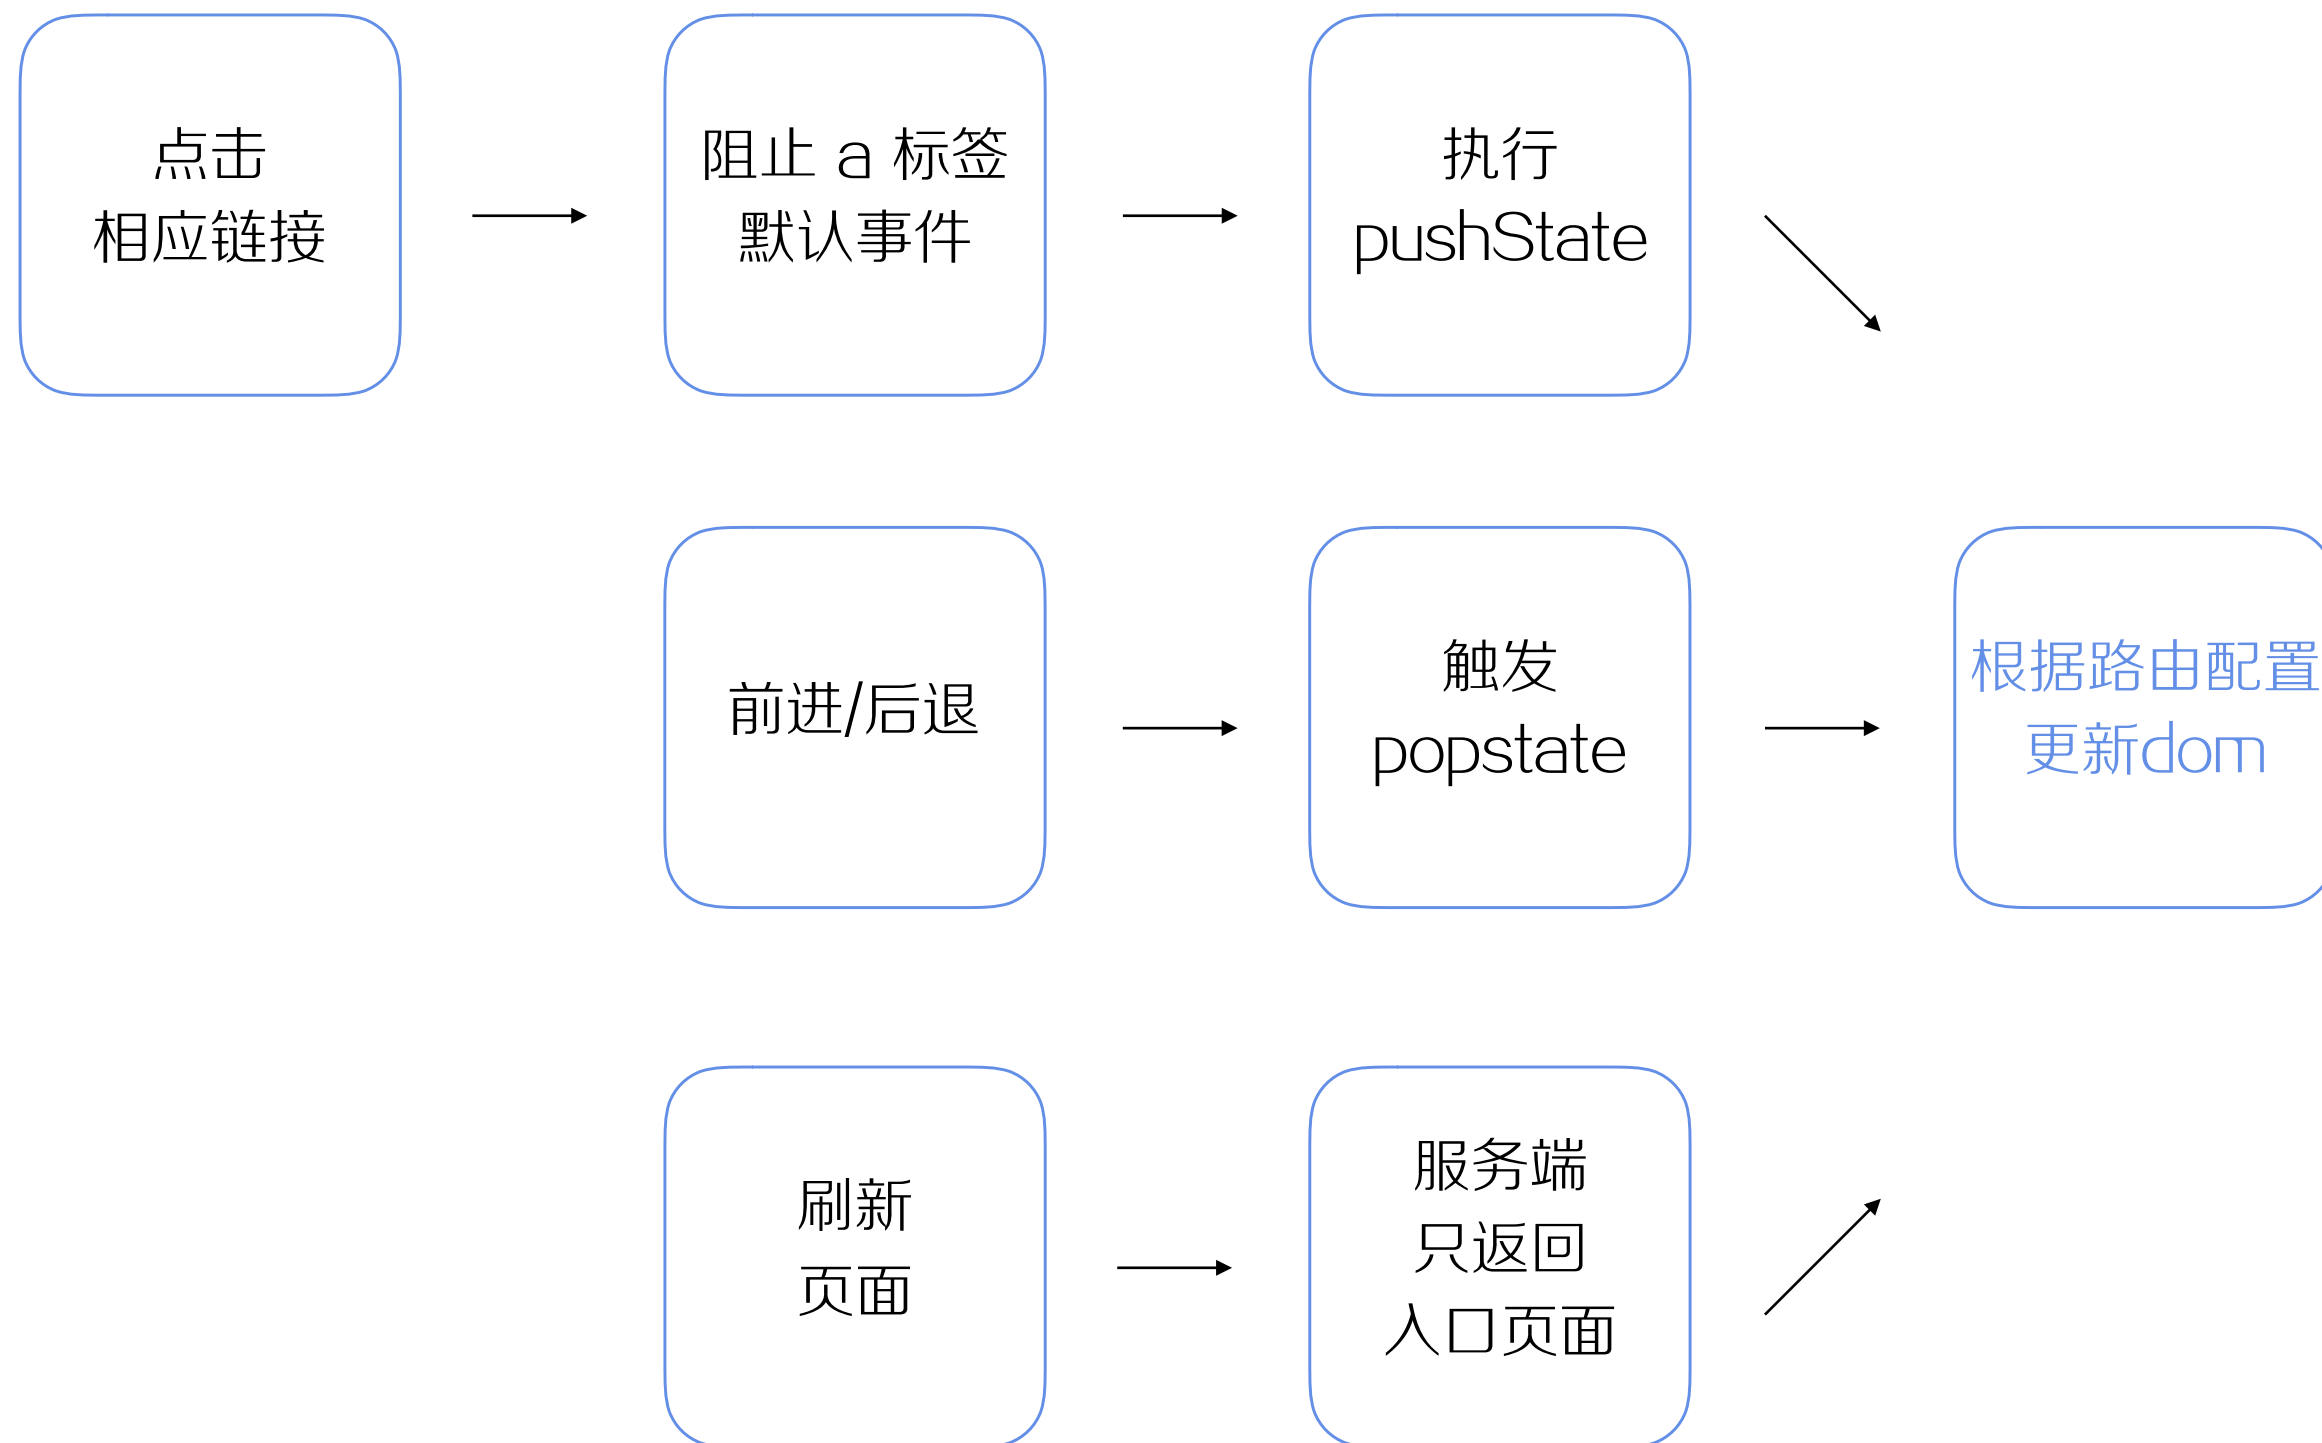 点击
相应链接
阻止 a 标签
默认事件
执行
pushState
前进/后退
触发
popstate
根据路由配置
更新dom
刷新
页面
服务端
只返回
入口页面